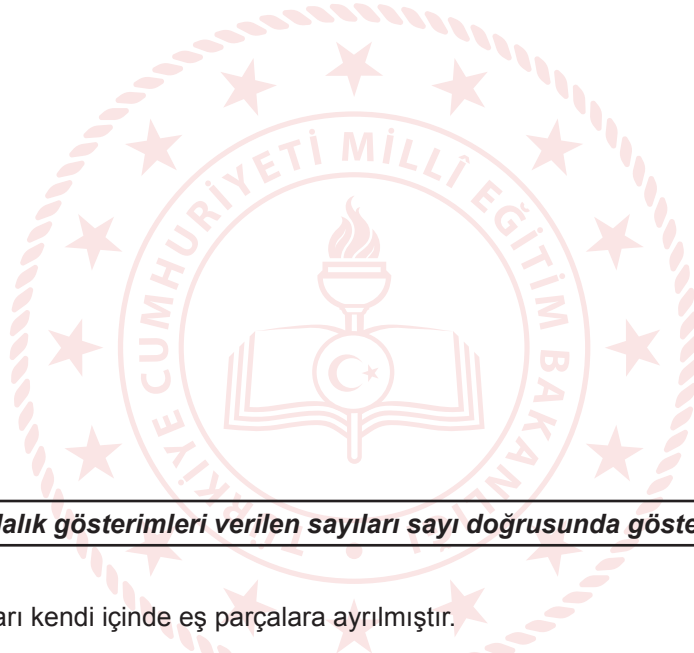 TÜRKİYE CUMHURİYETİ MİLLÎ EĞİTİM BAKANLIĞI
dalık gösterimleri verilen sayıları sayı doğrusunda göste
arı kendi içinde eş parçalara ayrılmıştır.